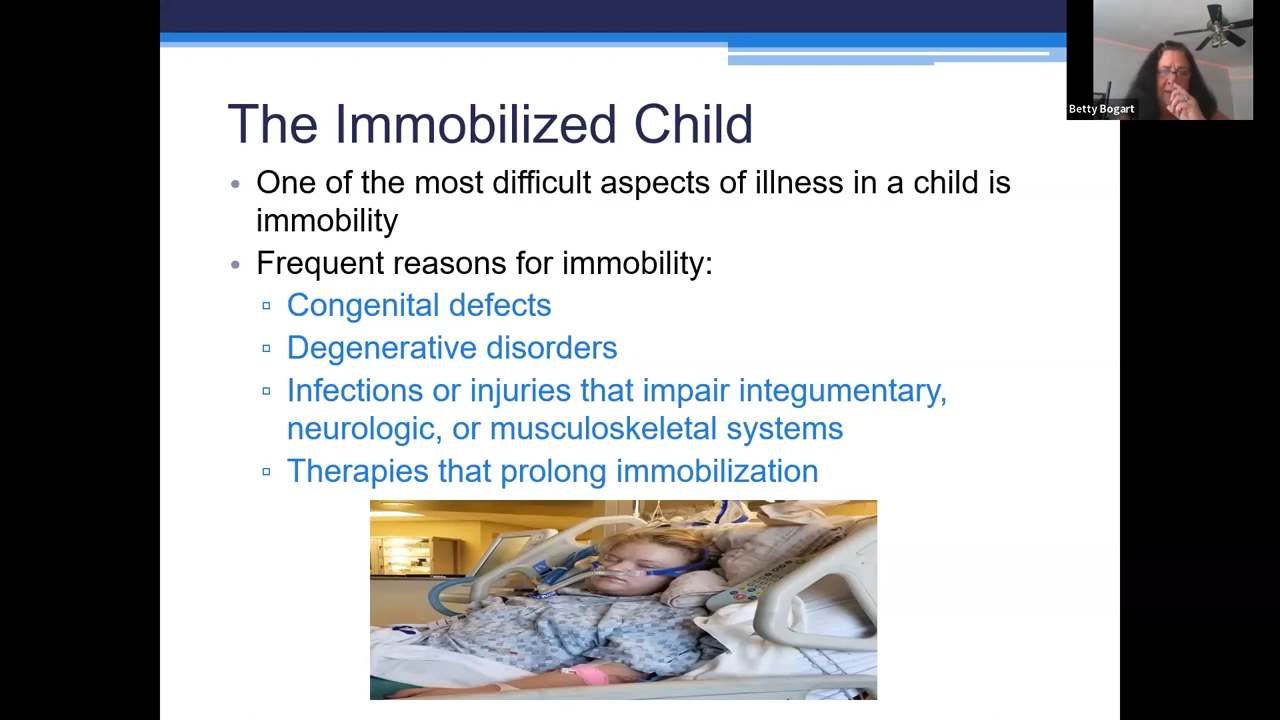 The Immobilized Child
Betty Bogart
• One of the most difficult aspects of illness in a child is
immobility
• Frequent reasons for immobility:
▫ Congenital defects
▫ Degenerative disorders
▫ Infections or injuries that impair integumentary,
neurologic, or musculoskeletal systems
▫ Therapies that prolong immobilization